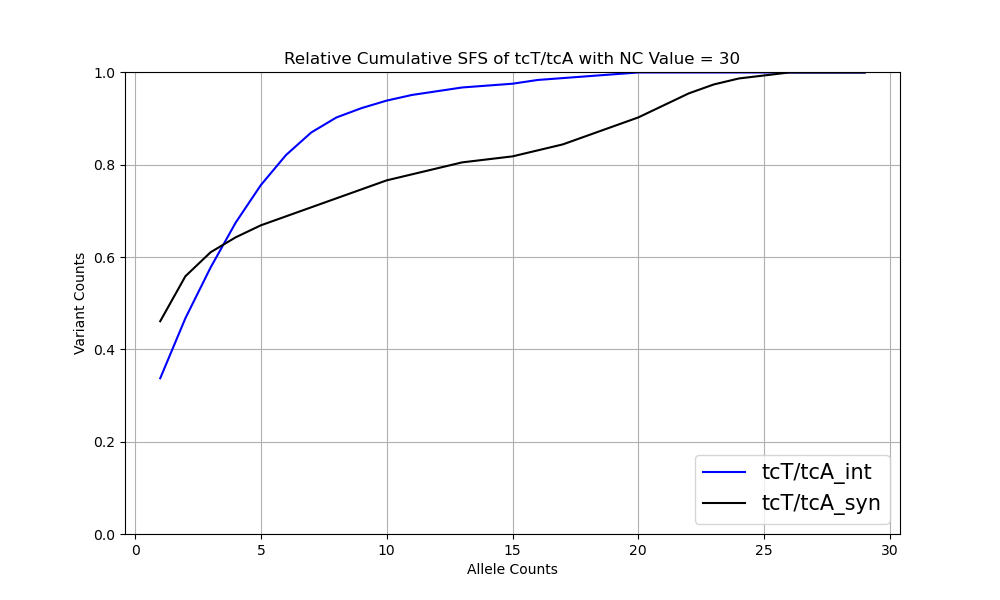 Relative Cumulative SFS of tcT/tcA with NC Value = 30
1.0
0.8
0.6
0.4
0.2
0.0
Variant Counts
0 5 10 15 20 25 30
Allele Counts
tcT/tcA_int
tcT/tcA_syn